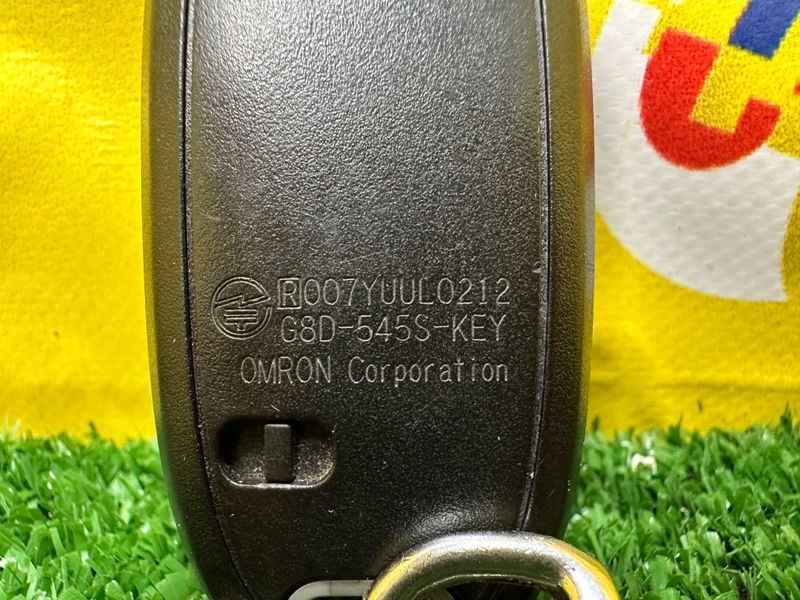 R007YUUL0212
G8D-545S-KEY
OMRON Corporation